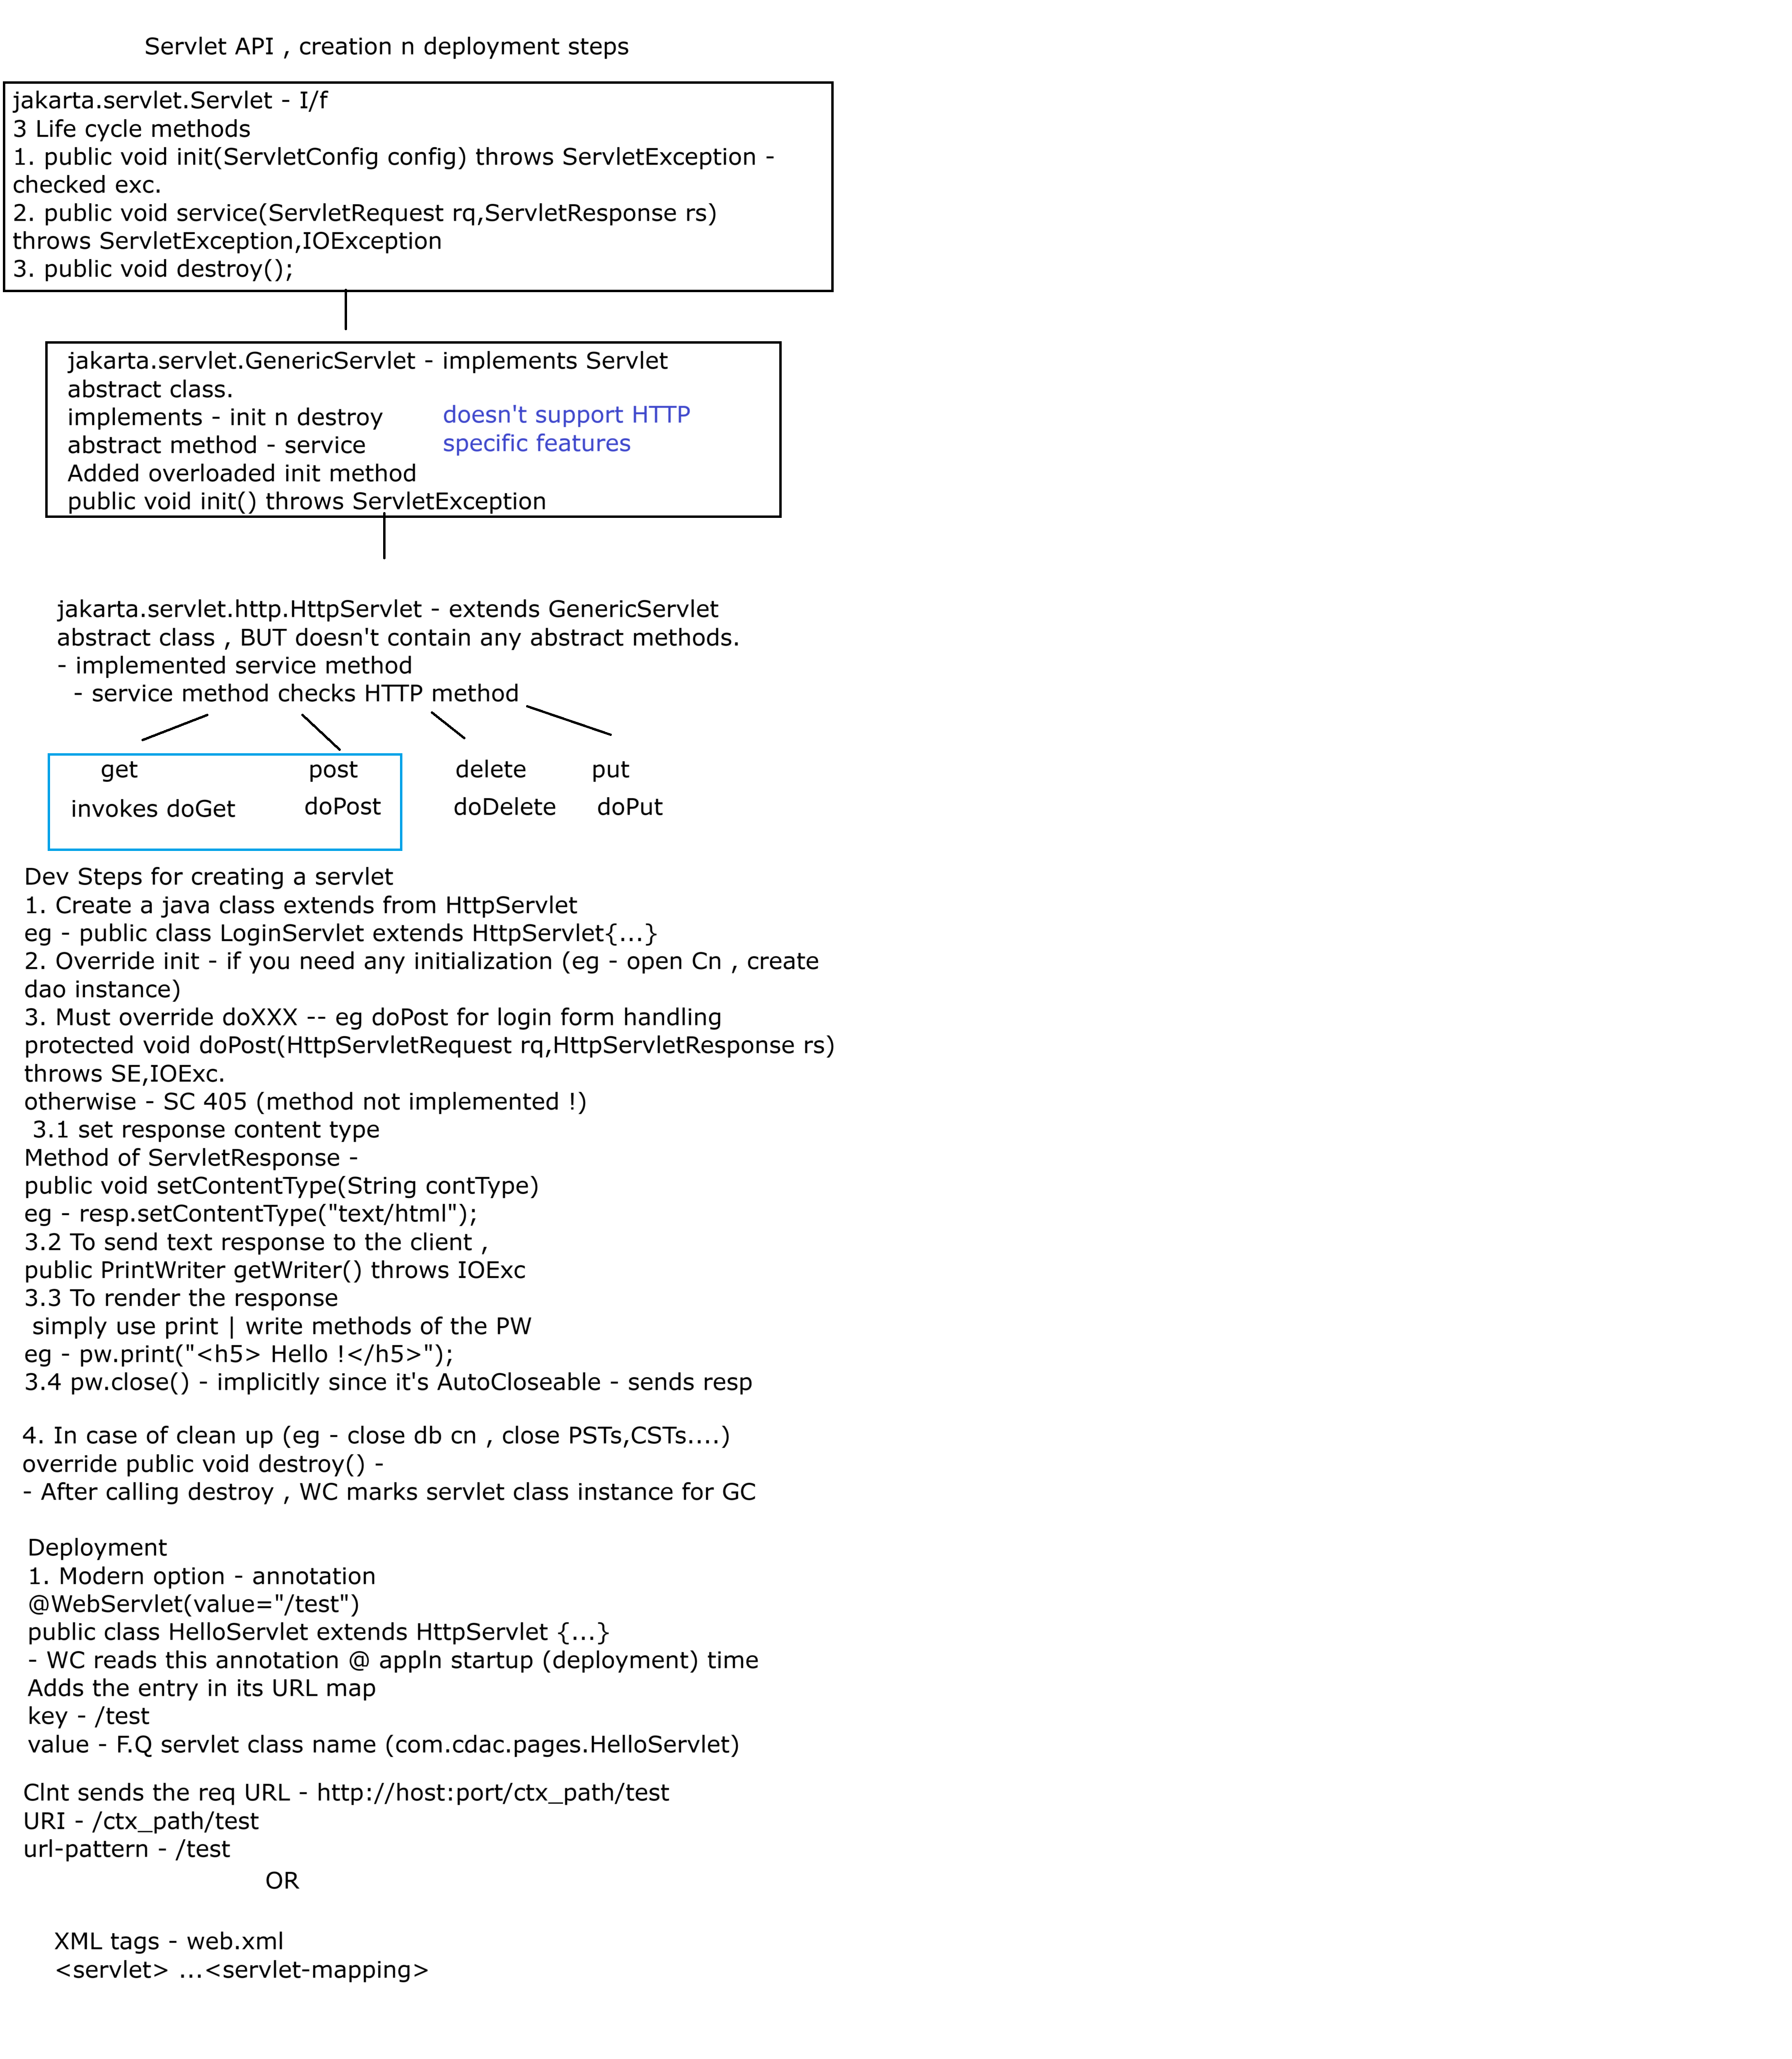 Servlet API , creation n deployment steps
jakarta.servlet.Servlet - I/f
3 Life cycle methods
1. public void init(ServletConfig config) throws ServletException -
checked exc.
2. public void service(ServletRequest rq,ServletResponse rs)
throws ServletException,IOException
3. public void destroy();
jakarta.servlet.GenericServlet - implements Servlet
abstract class.
implements - init n destroy
abstract method - service
Added overloaded init method
public void init() throws ServletException
doesn't support HTTP
specific features
jakarta.servlet.http.HttpServlet - extends GenericServlet
abstract class , BUT doesn't contain any abstract methods.
- implemented service method
- service method checks HTTP method
get post delete put
invokes doGet doPost doDelete doPut
Dev Steps for creating a servlet
1. Create a java class extends from HttpServlet
eg - public class LoginServlet extends HttpServlet{...}
2. Override init - if you need any initialization (eg - open Cn , create
dao instance)
3. Must override doXXX -- eg doPost for login form handling
protected void doPost(HttpServletRequest rq,HttpServletResponse rs)
throws SE,IOExc.
otherwise - SC 405 (method not implemented !)
3.1 set response content type
Method of ServletResponse -
public void setContentType(String contType)
eg - resp.setContentType("text/html");
3.2 To send text response to the client ,
public PrintWriter getWriter() throws IOExc
3.3 To render the response
simply use print | write methods of the PW
eg - pw.print("<h5> Hello !</h5>");
3.4 pw.close() - implicitly since it's AutoCloseable - sends resp
4. In case of clean up (eg - close db cn , close PSTs,CSTs....)
override public void destroy() -
- After calling destroy , WC marks servlet class instance for GC
Deployment
1. Modern option - annotation
@WebServlet(value="/test")
public class HelloServlet extends HttpServlet {...}
- WC reads this annotation @ appln startup (deployment) time
Adds the entry in its URL map
key - /test
value - F.Q servlet class name (com.cdac.pages.HelloServlet)
Clnt sends the req URL - http://host:port/ctx_path/test
URI - /ctx_path/test
url-pattern - /test
OR
XML tags - web.xml
<servlet> ...<servlet-mapping>